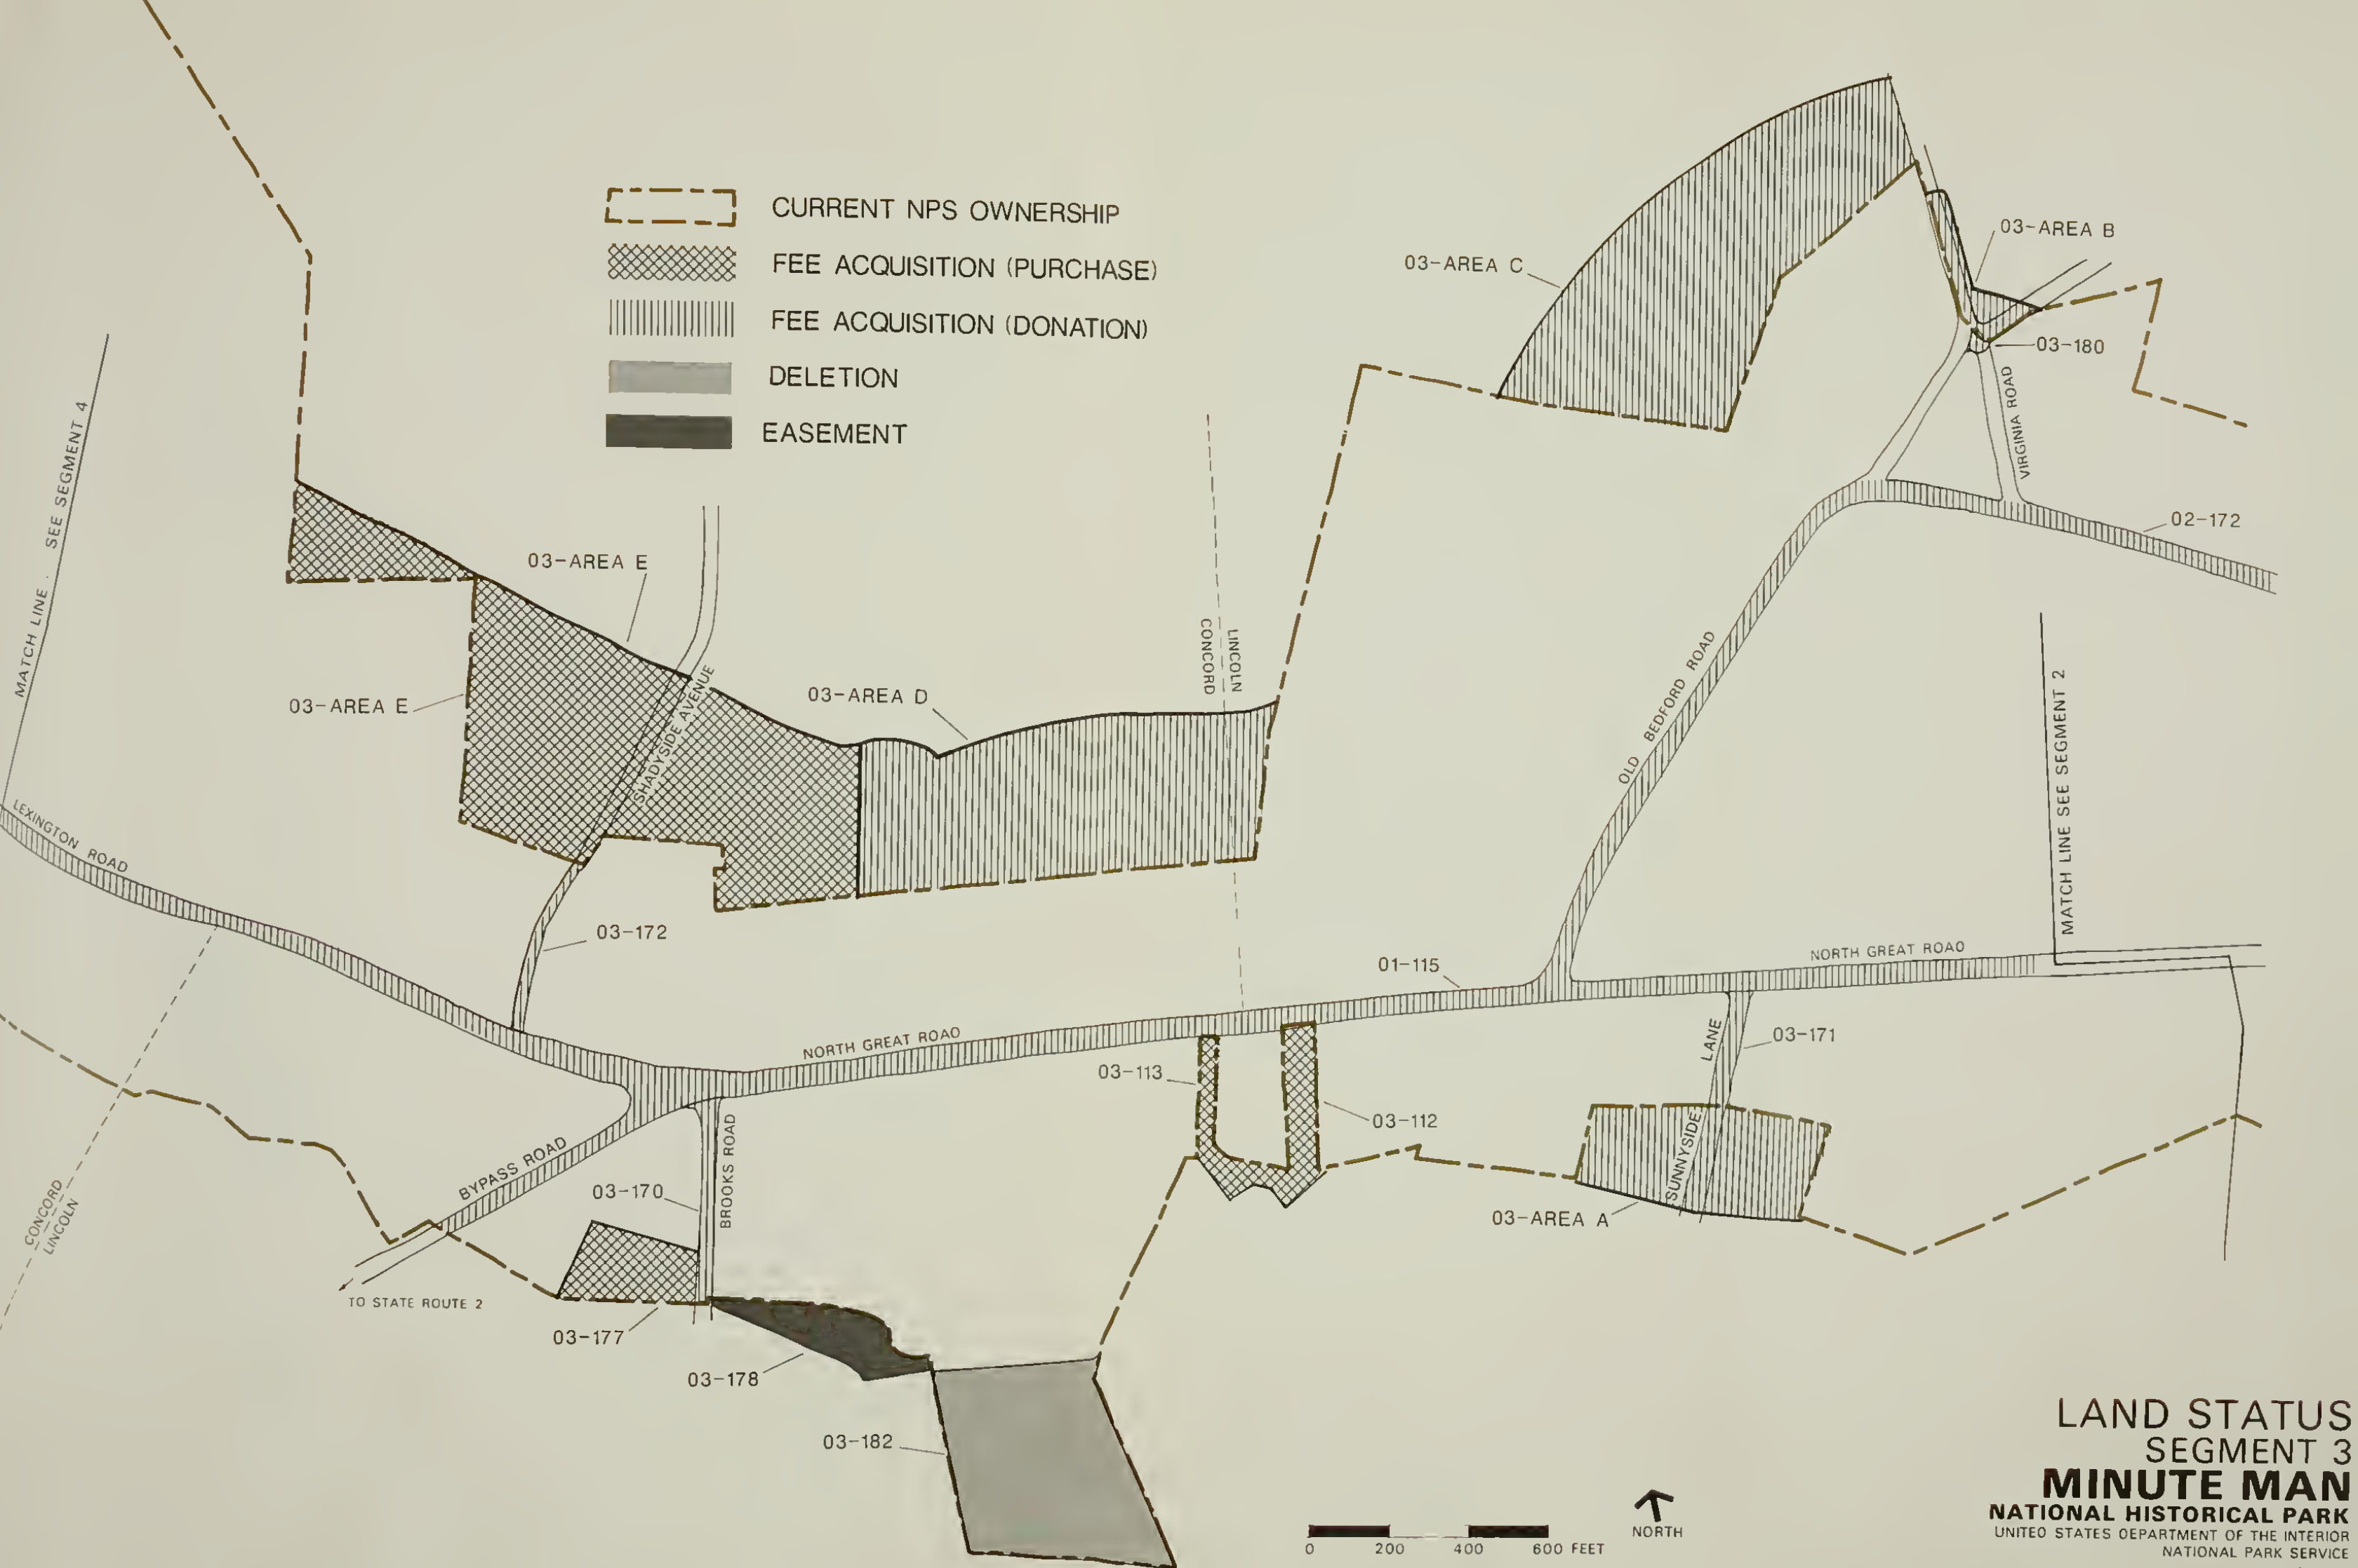 CURRENT NPS OWNERSHIP
FEE ACQUISITION (PURCHASE)
FEE ACQUISITION (DONATION)
DELETION
EASEMENT
03-AREA B
03-AREA C
03-180
VIRGINIA ROAD
02-172
MATCH LINE . SEE SEGMENT 4
03-AREA E
03-AREA E
SHADYSIDE AVENUE
03-AREA D
CONCORD
LINCOLN
OLD BEDFORD ROAD
MATCH LINE SEE SEGMENT 2
LEXINGTON ROAD
03-172
01-115
NORTH GREAT ROAD
NORTH GREAT ROAD
03-113
03-112
LANE
SUNNYSIDE
03-171
03-AREA A
BYPASS ROAD
BROOKS ROAD
03-170
CONCORD
LINCOLN
TO STATE ROUTE 2
03-177
03-178
03-182
0 200 400 600 FEET
NORTH
LAND STATUS
SEGMENT 3
MINUTE MAN
NATIONAL HISTORICAL PARK
UNITED STATES DEPARTMENT OF THE INTERIOR
NATIONAL PARK SERVICE